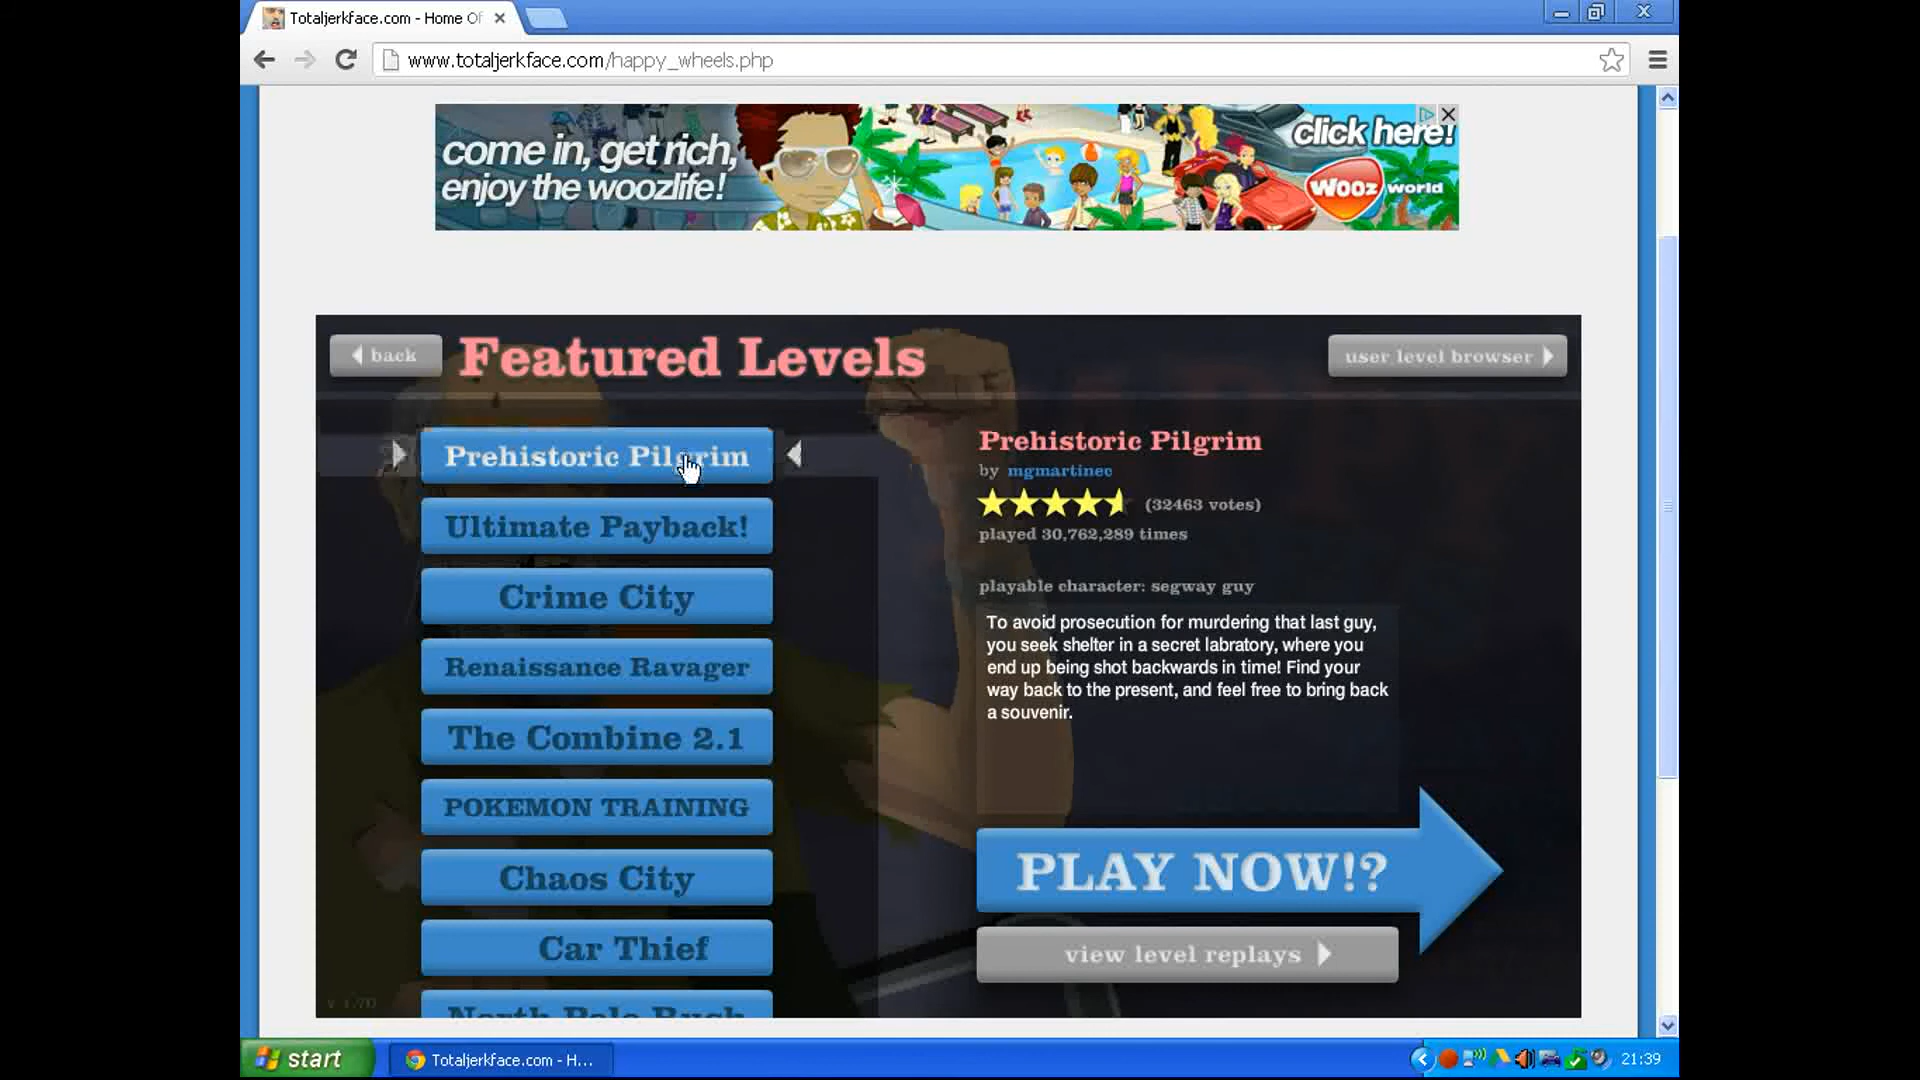 Totaljerkface.com - Home Of
www.totaljerkface.com/happy_wheels.php
come in, get rich,
enjoy the woozlife!
click here!
Wooz world
back
Featured Levels
user level browser
Prehistoric Pilgrim
Ultimate Payback!
Crime City
Renaissance Ravager
The Combine 2.1
POKEMON TRAINING
Chaos City
Car Thief
North Pole Rush
v 1.70
Prehistoric Pilgrim
by mgmartinec
(32463 votes)
played 30,762,289 times
playable character: segway guy
To avoid prosecution for murdering that last guy,
you seek shelter in a secret labratory, where you
end up being shot backwards in time! Find your
way back to the present, and feel free to bring back
a souvenir.
PLAY NOW!?
view level replays
start
Totaljerkface.com - H...
21:39